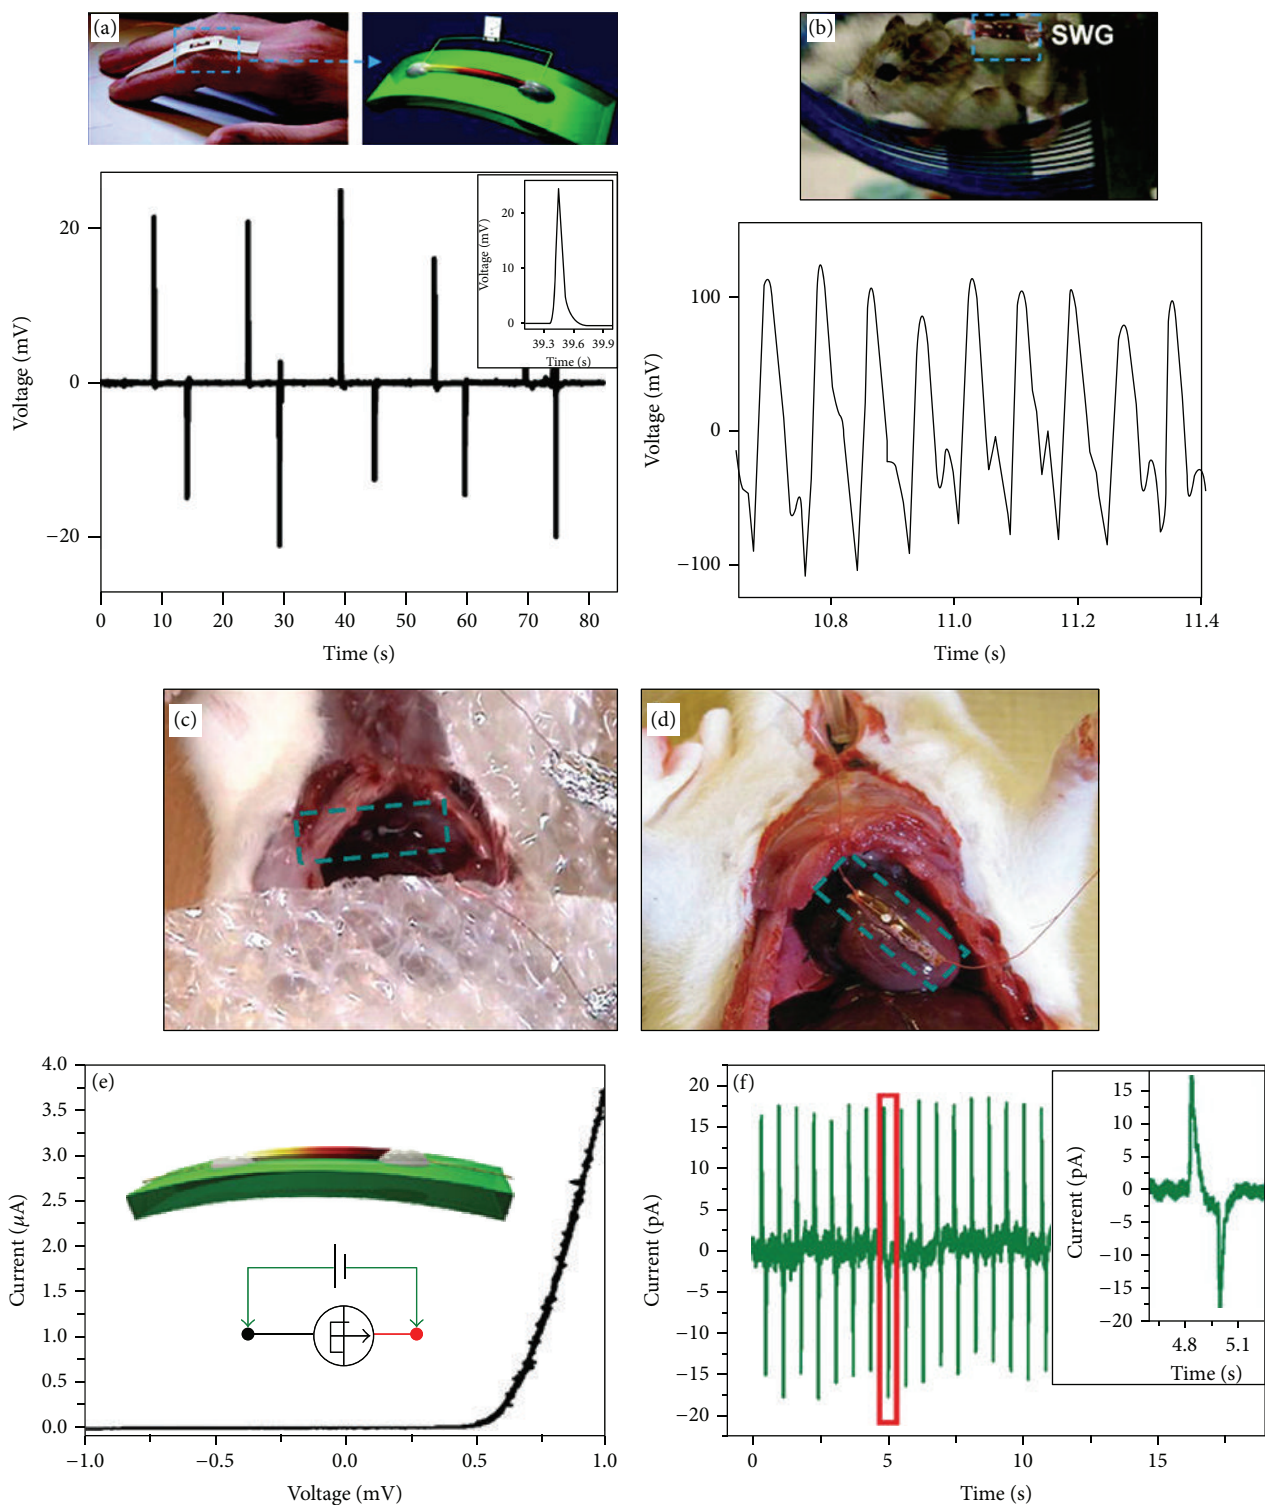 (a)
20
0
−20
Voltage (mV)
0 10 20 30 40 50 60 70 80
Time (s)
20
10
0
Voltage (mV)
39.3 39.6 39.9
Time (s)
(b)
SWG
100
0
−100
Voltage (mV)
10.8 11.0 11.2 11.4
Time (s)
(c)
(d)
(e)
4.0
3.5
3.0
2.5
2.0
1.5
1.0
0.5
0.0
Current (μA)
−1.0 −0.5 0.0 0.5 1.0
Voltage (mV)
(f)
20
15
10
5
0
−5
−10
−15
−20
Current (pA)
0 5 10 15
Time (s)
15
10
5
0
−5
−10
−15
−20
Current (pA)
4.8 5.1
Time (s)